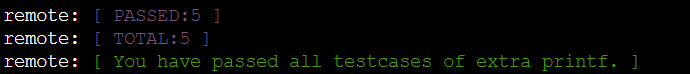 remote: [ PASSED:5 ]
remote: [ TOTAL:5 ]
remote: [ You have passed all testcases of extra printf. ]